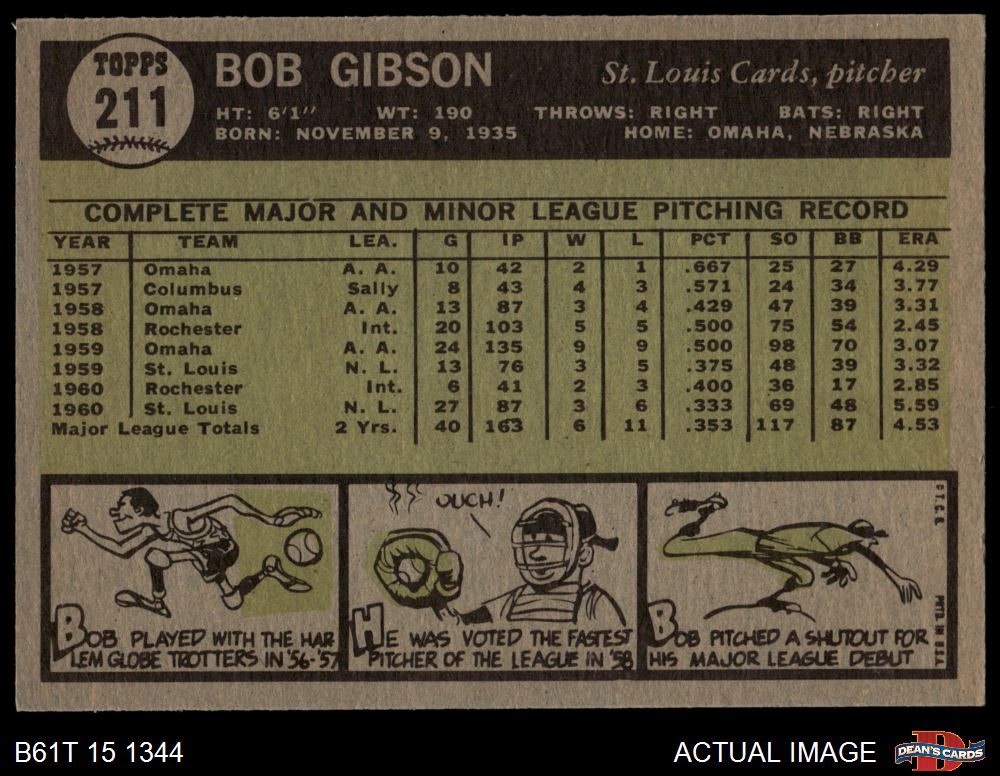 TOPPS
211
BOB GIBSON
St. Louis Cards, pitcher
HT: 6'1" WT: 190 THROWS: RIGHT BATS: RIGHT
BORN: NOVEMBER 9, 1935 HOME: OMAHA, NEBRASKA
COMPLETE MAJOR AND MINOR LEAGUE PITCHING RECORD
YEAR TEAM LEA. G IP W L PCT SO BB ERA
1957 Omaha A. A. 10 42 2 1 .667 25 27 4.29
1957 Columbus Sally 8 43 4 3 .571 24 34 3.77
1958 Omaha A. A. 13 87 3 4 .429 47 39 3.31
1958 Rochester Int. 20 103 5 5 .500 75 54 2.45
1959 Omaha A. A. 24 135 9 9 .500 98 70 3.07
1959 St. Louis N. L. 13 76 3 5 .375 48 39 3.32
1960 Rochester Int. 6 41 2 3 .400 36 17 2.85
1960 St. Louis N. L. 27 87 3 6 .333 69 48 5.59
Major League Totals 2 Yrs. 40 163 6 11 .353 117 87 4.53
BOB PLAYED WITH THE HAR
LEM GLOBE TROTTERS IN '56-'57
OUCH!
HE WAS VOTED THE FASTEST
PITCHER OF THE LEAGUE IN '58
BOB PITCHED A SHUTOUT FOR
HIS MAJOR LEAGUE DEBUT
© T. C. G.
PRTD. IN U.S.A.
B61T 15 1344
ACTUAL IMAGE
DEAN'S CARDS